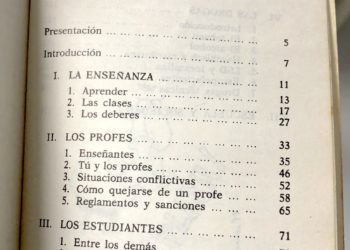 Presentación ... ... ... ... ... ... ... 5
Introducción ... ... ... ... ... ... ... 7
I. LA ENSEÑANZA ... ... ... ... ... 11
1. Aprender ... ... ... ... ... ... 13
2. Las clases ... ... ... ... ... ... 17
3. Los deberes ... ... ... ... ... 27
II. LOS PROFES ... ... ... ... ... ... 33
1. Enseñantes ... ... ... ... ... 35
2. Tú y los profes ... ... ... ... 46
3. Situaciones conflictivas ... ... 52
4. Cómo quejarse de un profe ... 58
5. Reglamentos y sanciones ... ... 65
III. LOS ESTUDIANTES ... ... ... ... 71
1. Entre los demás